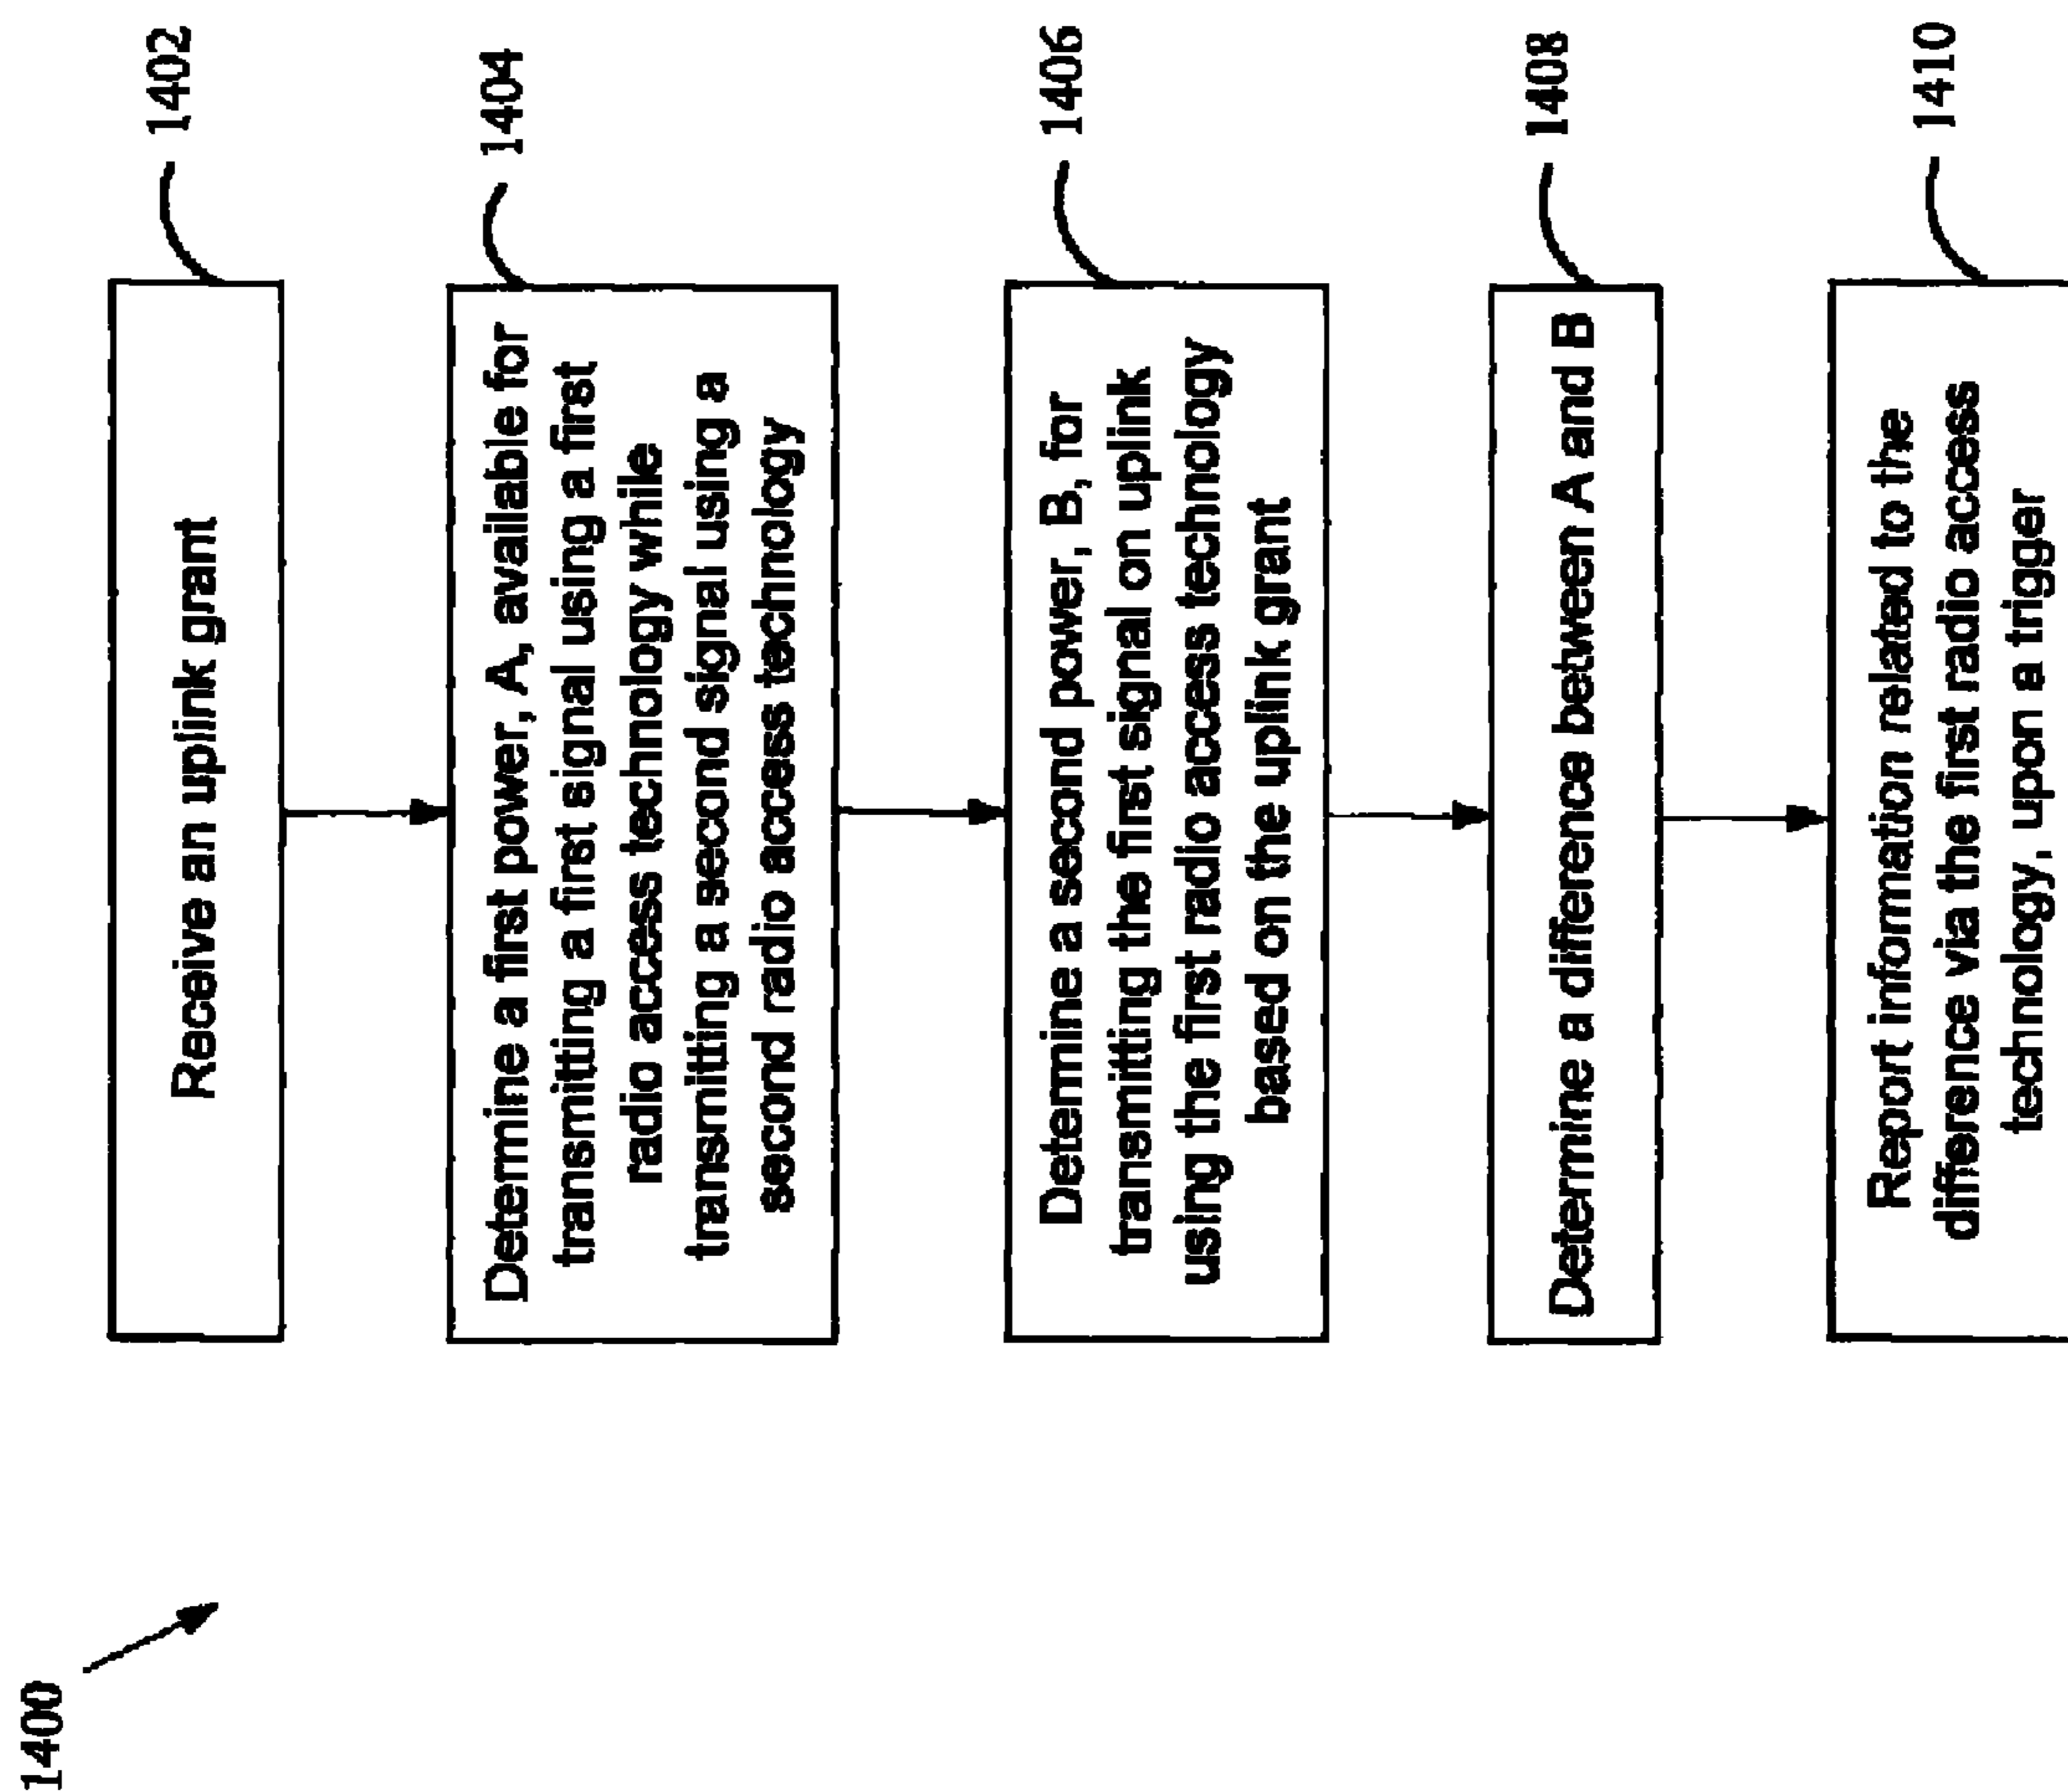 1400
Receive an uplink grant
1402
Determine a first power, A, available for
transmitting a first signal using a first
radio access technology while
transmitting a second signal using a
second radio access technology
1404
Determine a second power, B, for
transmitting the first signal on uplink
using the first radio access technology
based on the uplink grant
1406
Determine a difference between A and B
1408
Report information related to the
difference via the first radio access
technology, upon a trigger
1410